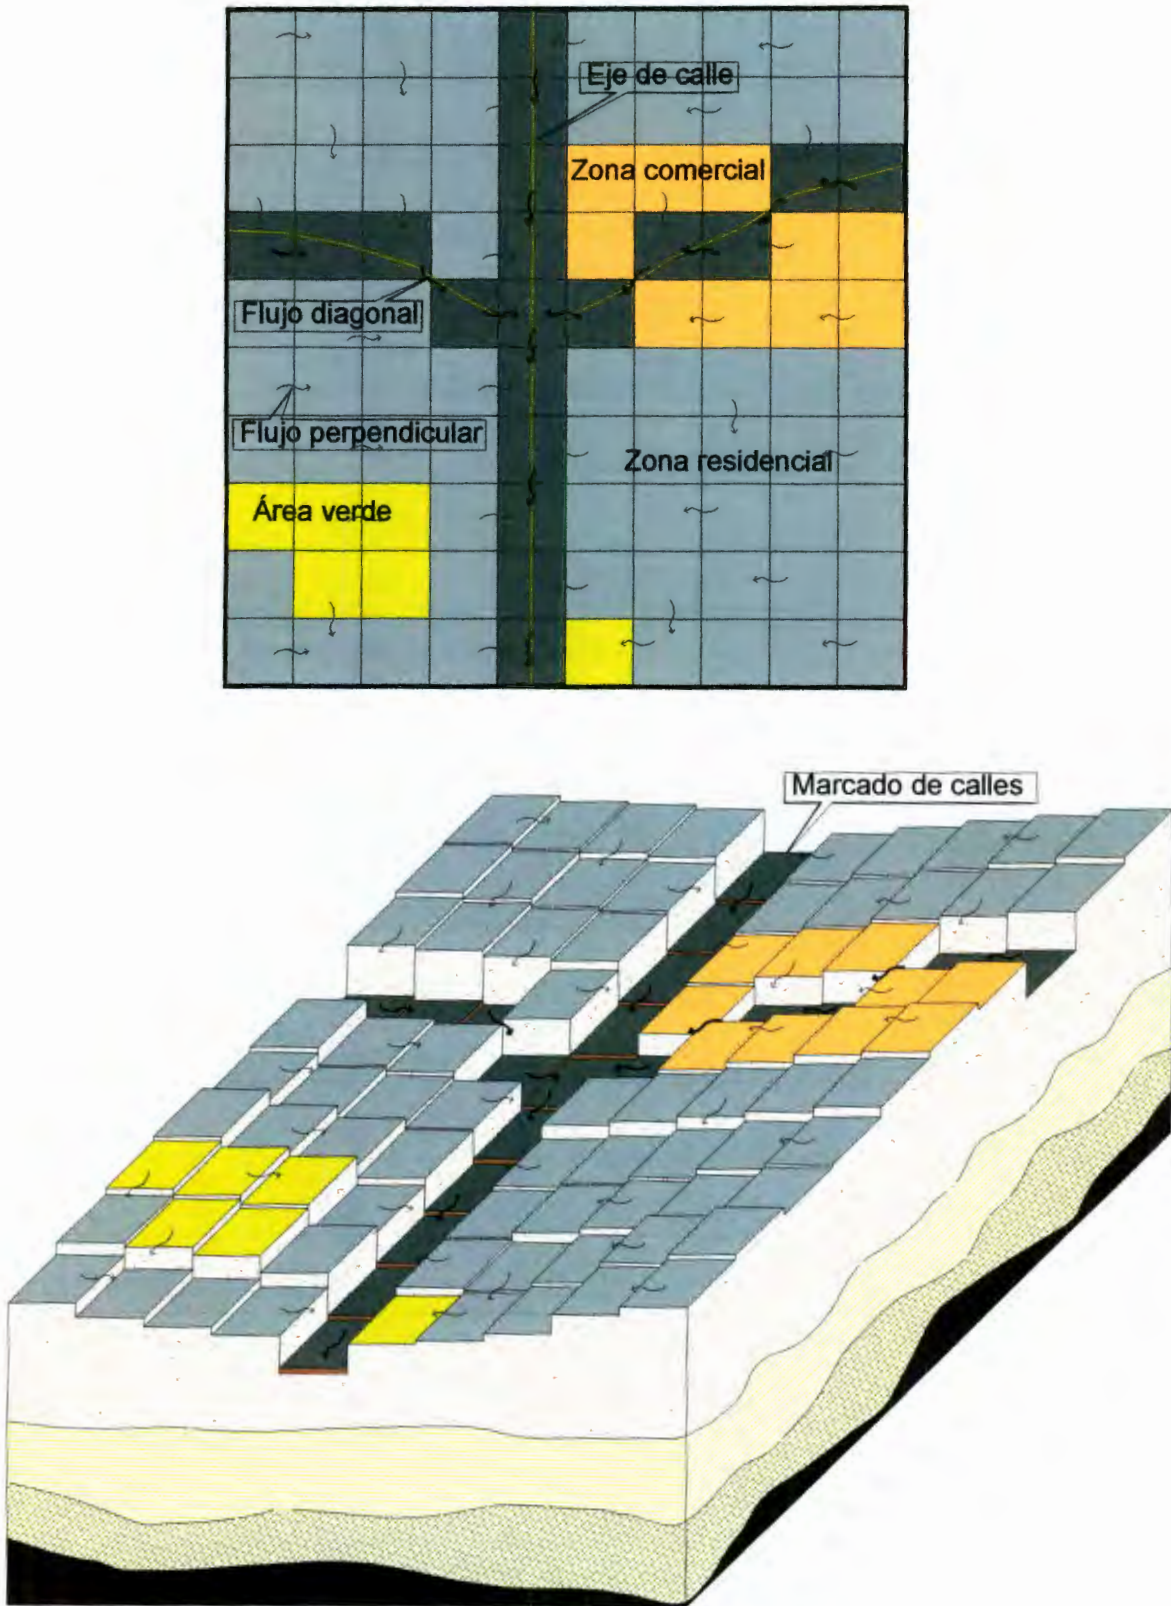 Eje de calle
Zona comercial
Flujo diagonal
Flujo perpendicular
Zona residencial
Área verde
Marcado de calles